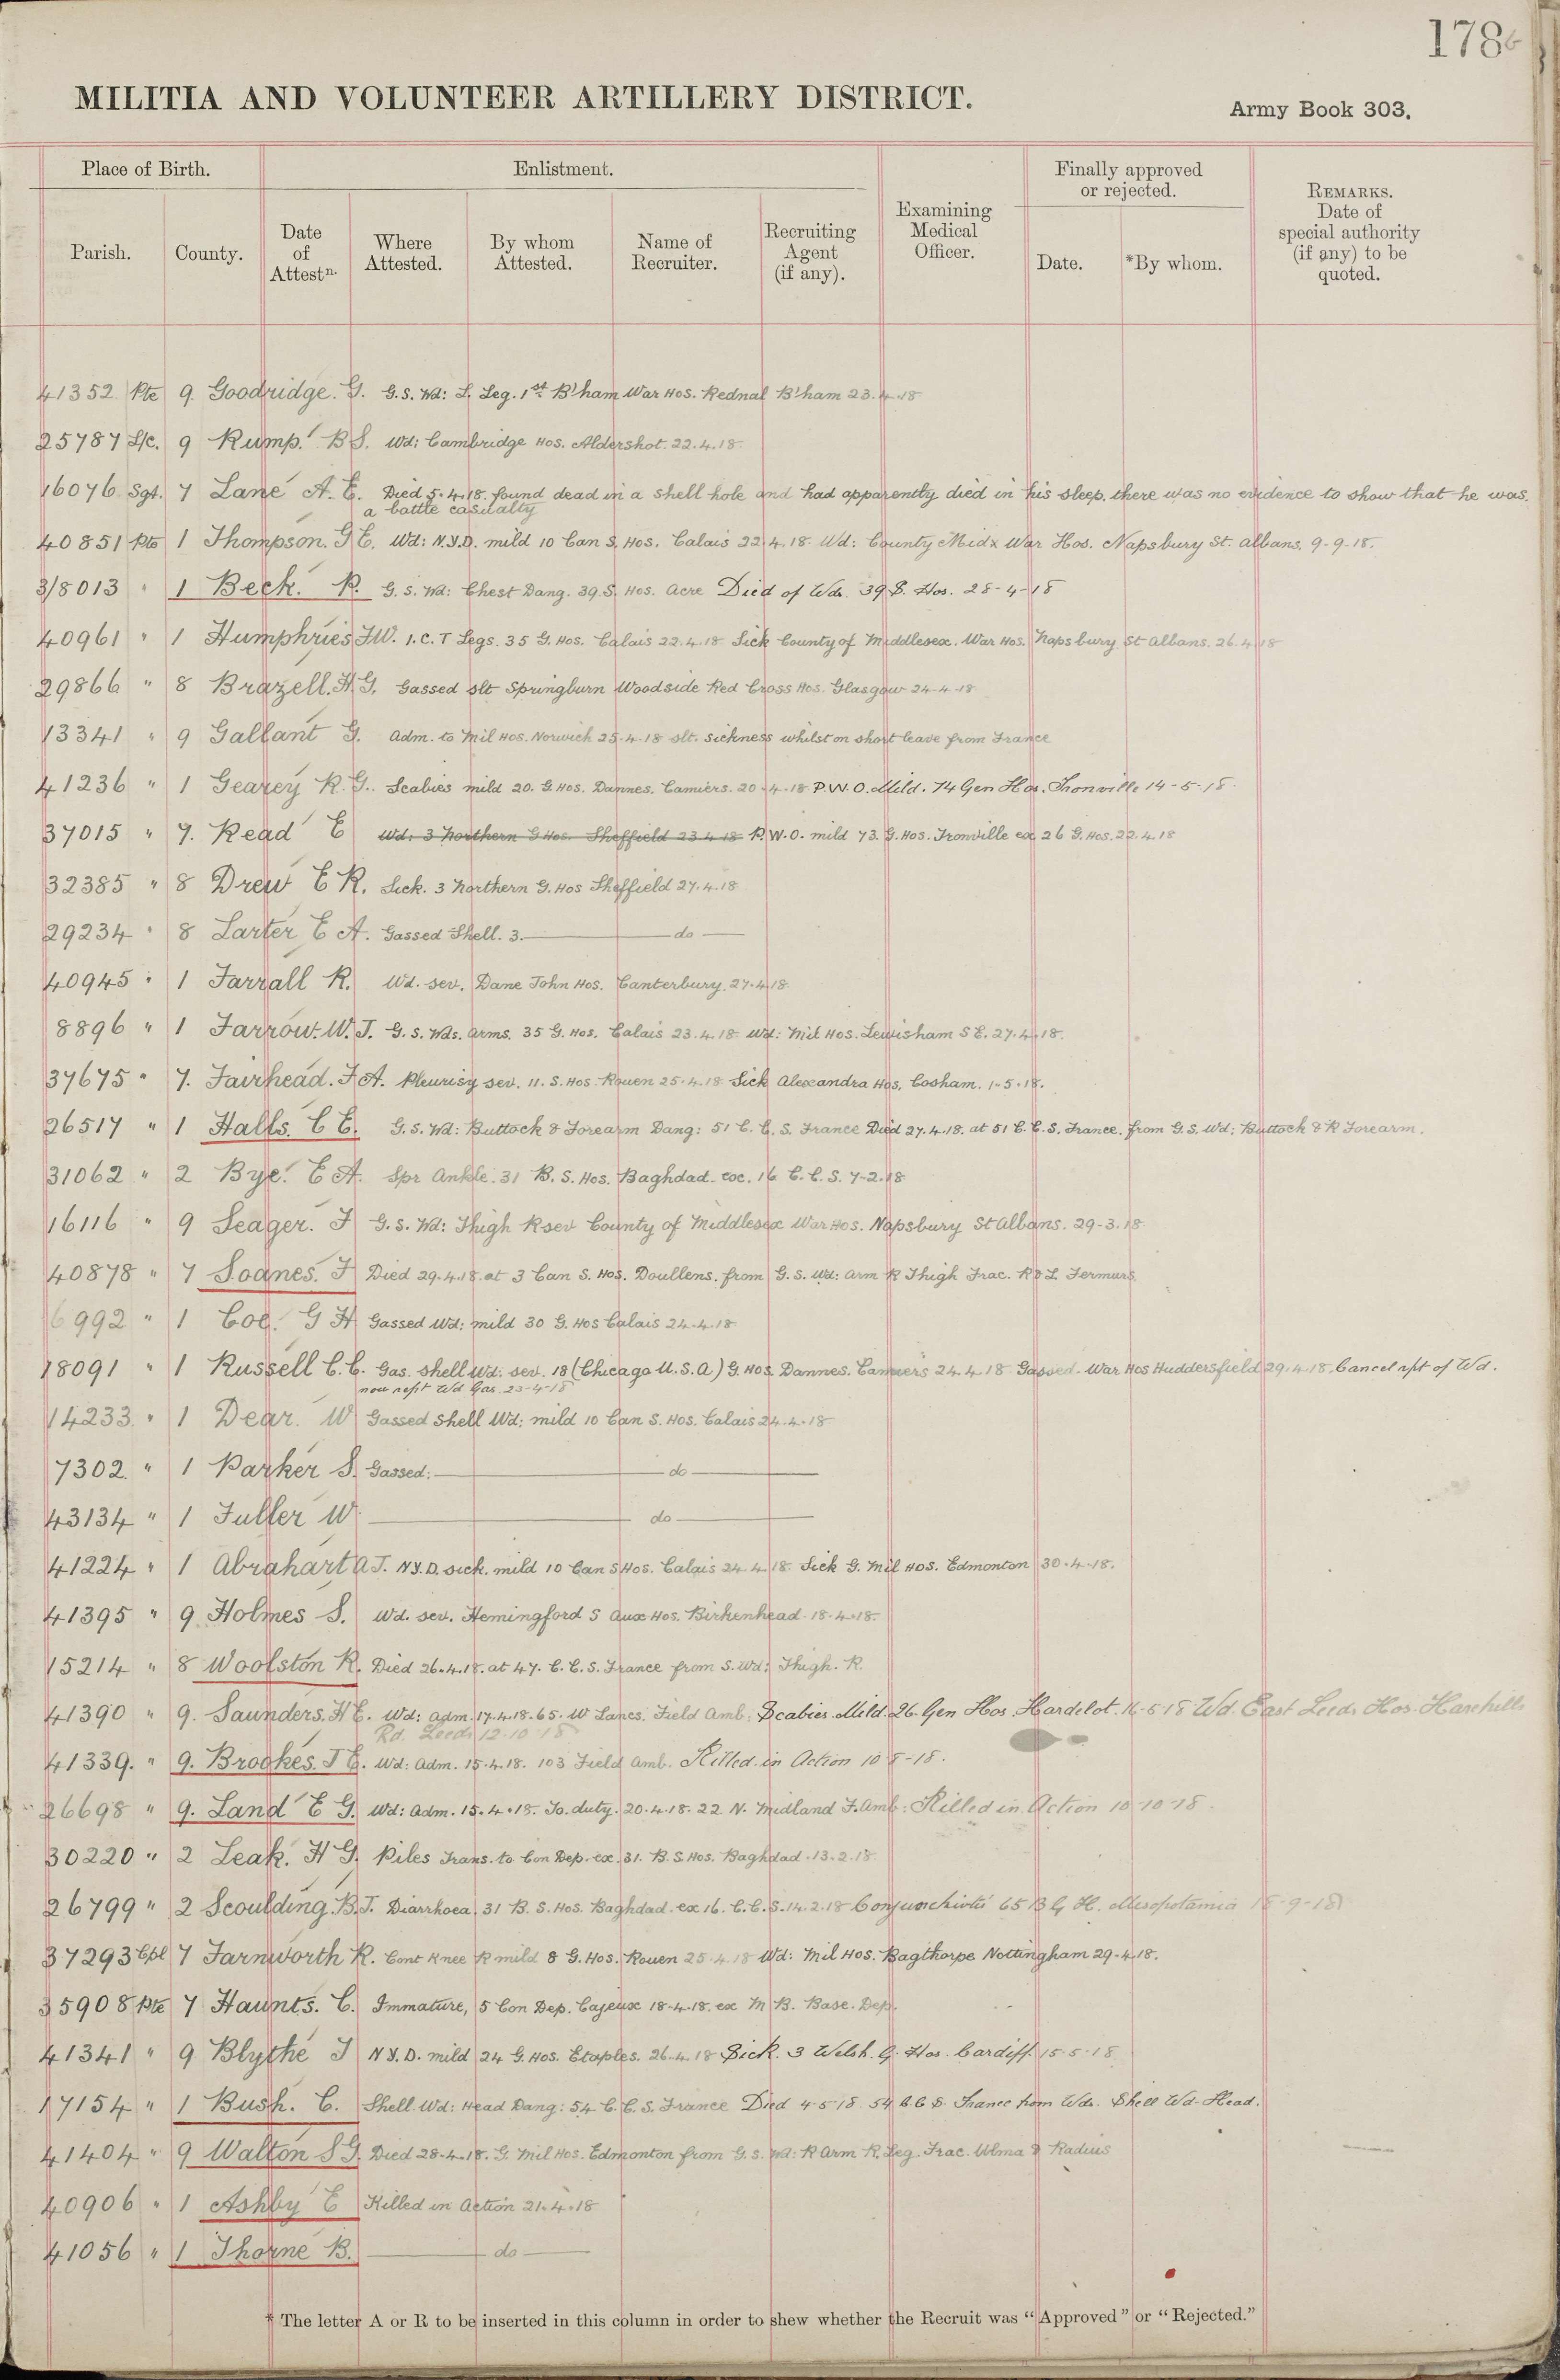 178
MILITIA AND VOLUNTEER ARTILLERY DISTRICT.
Army Book 303.
Place of Birth.
Enlistment.
Finally approved or rejected.
Parish.
County.
Date of Attestn.
Where Attested.
By whom Attested.
Name of Recruiter.
Recruiting Agent (if any).
Examining Medical Officer.
Date.
*By whom.
REMARKS. Date of special authority (if any) to be quoted.
41352 Pte 9 Goodridge. G. G.S. Wd: L. Leg. 1st B'ham War Hos. Rednal B'ham 23.4.18
25787 L/c. 9 Rump. B S. Wd: Cambridge Hos. Aldershot. 22.4.18.
16076 Sgt. 7 Lane A. E. Died 5.4.18. found dead in a shell hole and had apparently died in his sleep. there was no evidence to show that he was.
a battle casualty
40851 Pte 1 Thompson. G E. Wd: N.Y.D. mild 10 Can S. Hos. Calais 22.4.18 Wd: County Midx War Hos. Napsbury St. Albans. 9-9-18.
3/8013 " 1 Beck. R. G.S. Wd: Chest Dang. 39.S. Hos. Acre Died of Wds. 39 S. Hos. 28-4-18
40961 " 1 Humphries F.W. I.C.T Legs. 35 G. Hos. Calais 22.4.18 Sick County of Middlesex. War Hos. Napsbury St Albans. 26.4.18
29866 " 8 Brazell. H.G. Gassed slt Springburn Woodside Red Cross Hos. Glasgow 24-4-18
13341 " 9 Gallant G. Adm. to Mil Hos. Norwich 25.4.18 slt. sickness whilst on short leave from France
41236 " 1 Gearey R.G. Scabies mild 20. G. Hos. Dannes. Camiers. 20.4.18 P.W.O. Mild. 74 Gen Hos. Tronville 14-5-18.
37015 " 7. Read E Wd: 3 Northern G Hos. Sheffield 23.4.18 P.W.O. mild 73. G. Hos. Tronville ex 26 G. Hos. 22.4.18
32385 " 8 Drew E R. Sick. 3 Northern G. Hos Sheffield 27.4.18
29234 " 8 Larter E A. Gassed Shell. 3. do
40945 " 1 Farrall R. Wd. sev. Dane John Hos. Canterbury. 27.4.18
8896 " 1 Farrow. W.J. G.S. Wds. Arms. 35 G. Hos. Calais 23.4.18 Wd: Mil Hos. Lewisham S E. 27.4.18.
37675 " 7. Fairhead. F A. Pleurisy sev. 11. S. Hos. Rouen 25.4.18 Sick Alexandra Hos. Cosham. 1-5-18.
26517 " 1 Halls. C E. G.S. Wd: Buttock & Forearm Dang: 51 C.C.S. France Died 27.4.18. at 51 C.C.S. France. from G.S. Wd: Buttock & R Forearm.
31062 " 2 Bye. E A. Spr Ankle. 31 B.S. Hos. Baghdad. exc. 16 C.C.S. 7-2.18
16116 " 9 Seager. F G.S. Wd: Thigh R sev County of Middlesex War Hos. Napsbury St Albans. 29-3.18
40878 " 7 Soanes. F Died 29.4.18. at 3 Can S. Hos. Doullens. from G.S. Wd: Arm R Thigh Frac. R & L Fermurs.
6992 " 1 Coe. G H Gassed Wd: mild 30 G. Hos Calais 24.4.18
18091 " 1 Russell C.C. Gas. Shell Wd: sev. 18 (Chicago U.S.A) G. Hos. Dannes. Camiers 24.4.18 Gassed. War Hos Huddersfield 29.4.18. Cancel rpt of Wd.
now rept Wd Gas. 23-4-18
14233 " 1 Dear. W Gassed Shell Wd: mild 10 Can S. Hos. Calais 24.4.18
7302 " 1 Parker S. Gassed: do
43134 " 1 Fuller W do
41224 " 1 Abrahart A J. N.Y.D. sick. mild 10 Can S Hos. Calais 24.4.18 Sick G. Mil Hos. Edmonton 30.4.18.
41395 " 9 Holmes S. Wd. sev. Hemingford S Aux Hos. Birkenhead. 18.4.18.
15214 " 8 Woolston R. Died 26.4.18. at 47. C.C.S. France from S. Wd: Thigh. R.
41390 " 9. Saunders. H E. Wd: Adm. 17.4.18. 65. W Lancs. Field Amb. Scabies. Mild. 26 Gen Hos. Hardelot. 16-5-18 Wd. East Leeds Hos. Harehills
Rd. Leeds 12.10.18
41339. " 9. Brookes. J E. Wd: Adm. 15.4.18. 103 Field Amb. Killed in Action 10-8-18.
26698 " 9. Land E G. Wd: Adm. 15.4.18. To. duty. 20.4.18. 22. N. Midland F. Amb: Killed in Action 10-10-18.
30220 " 2 Leak. H G. Piles Trans. to Con Dep. ex. 31. B.S. Hos. Baghdad. 13.2.18
26799 " 2 Scoulding. B.J. Diarrhoea. 31 B.S. Hos. Baghdad. ex 16. C.C.S. 14.2.18 Conjunctivitis 65 B G H. Mesopotamia 18-9-18
37293 Cpl 7 Farnworth R. Cont Knee R mild 8 G. Hos. Rouen 25.4.18 Wd: Mil Hos. Bagthorpe Nottingham 29.4.18.
35908 Pte 7 Haunts. C. Immature, 5 Con Dep. Cajeux 18.4.18. ex M B. Base. Dep.
41341 " 9 Blythe J N.Y.D. mild 24 G. Hos. Etaples. 26.4.18 Sick. 3 Welsh. G. Hos. Cardiff. 15-5-18
17154 " 1 Bush. C. Shell Wd: Head Dang: 54 C.C.S. France Died 4-5-18 54 C C S. France from Wds. Shell Wd. Head.
41404 " 9 Walton S G. Died 28.4.18. G. Mil Hos. Edmonton from G.S. Wd: R Arm R. Leg. Frac. Ulma & Radius
40906 " 1 Ashby E Killed in Action 21.4.18
41056 " 1 Thorne B. do
* The letter A or R to be inserted in this column in order to shew whether the Recruit was "Approved" or "Rejected."